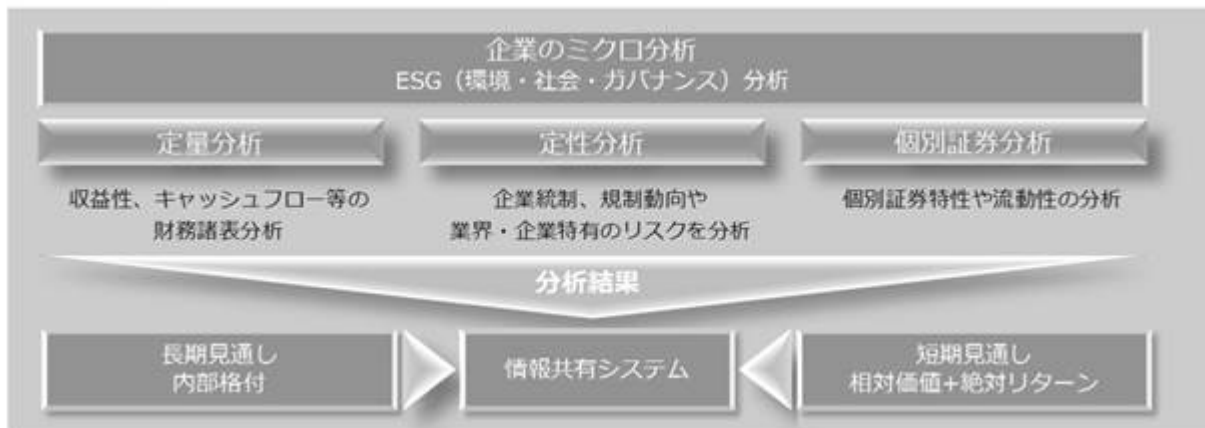 企業のミクロ分析
ESG（環境・社会・ガバナンス）分析
定量分析
収益性、キャッシュフロー等の
財務諸表分析
定性分析
企業統制、規制動向や
業界・企業特有のリスクを分析
個別証券分析
個別証券特性や流動性の分析
分析結果
長期見通し
内部格付
情報共有システム
短期見通し
相対価値+絶対リターン